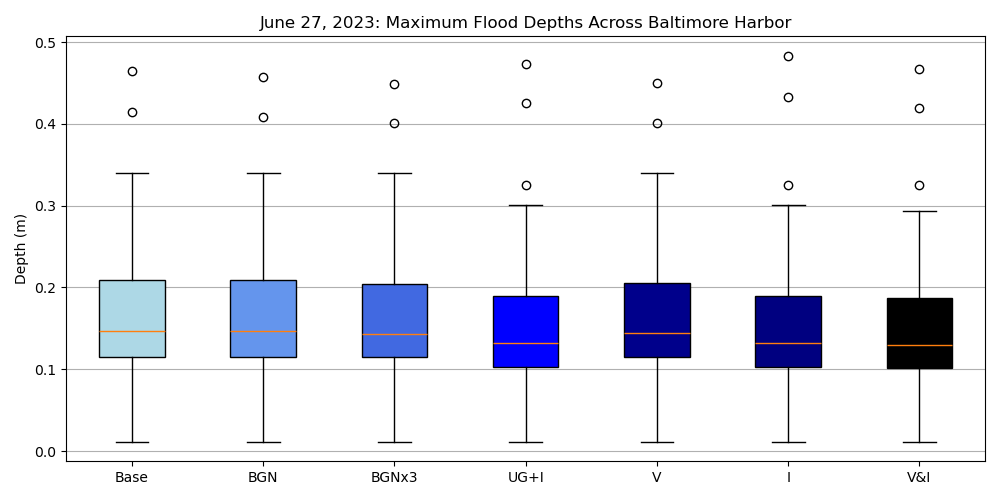 June 27, 2023: Maximum Flood Depths Across Baltimore Harbor
Depth (m)
0.5
0.4
0.3
0.2
0.1
0.0
Base BGN BGNx3 UG+I V I V&I